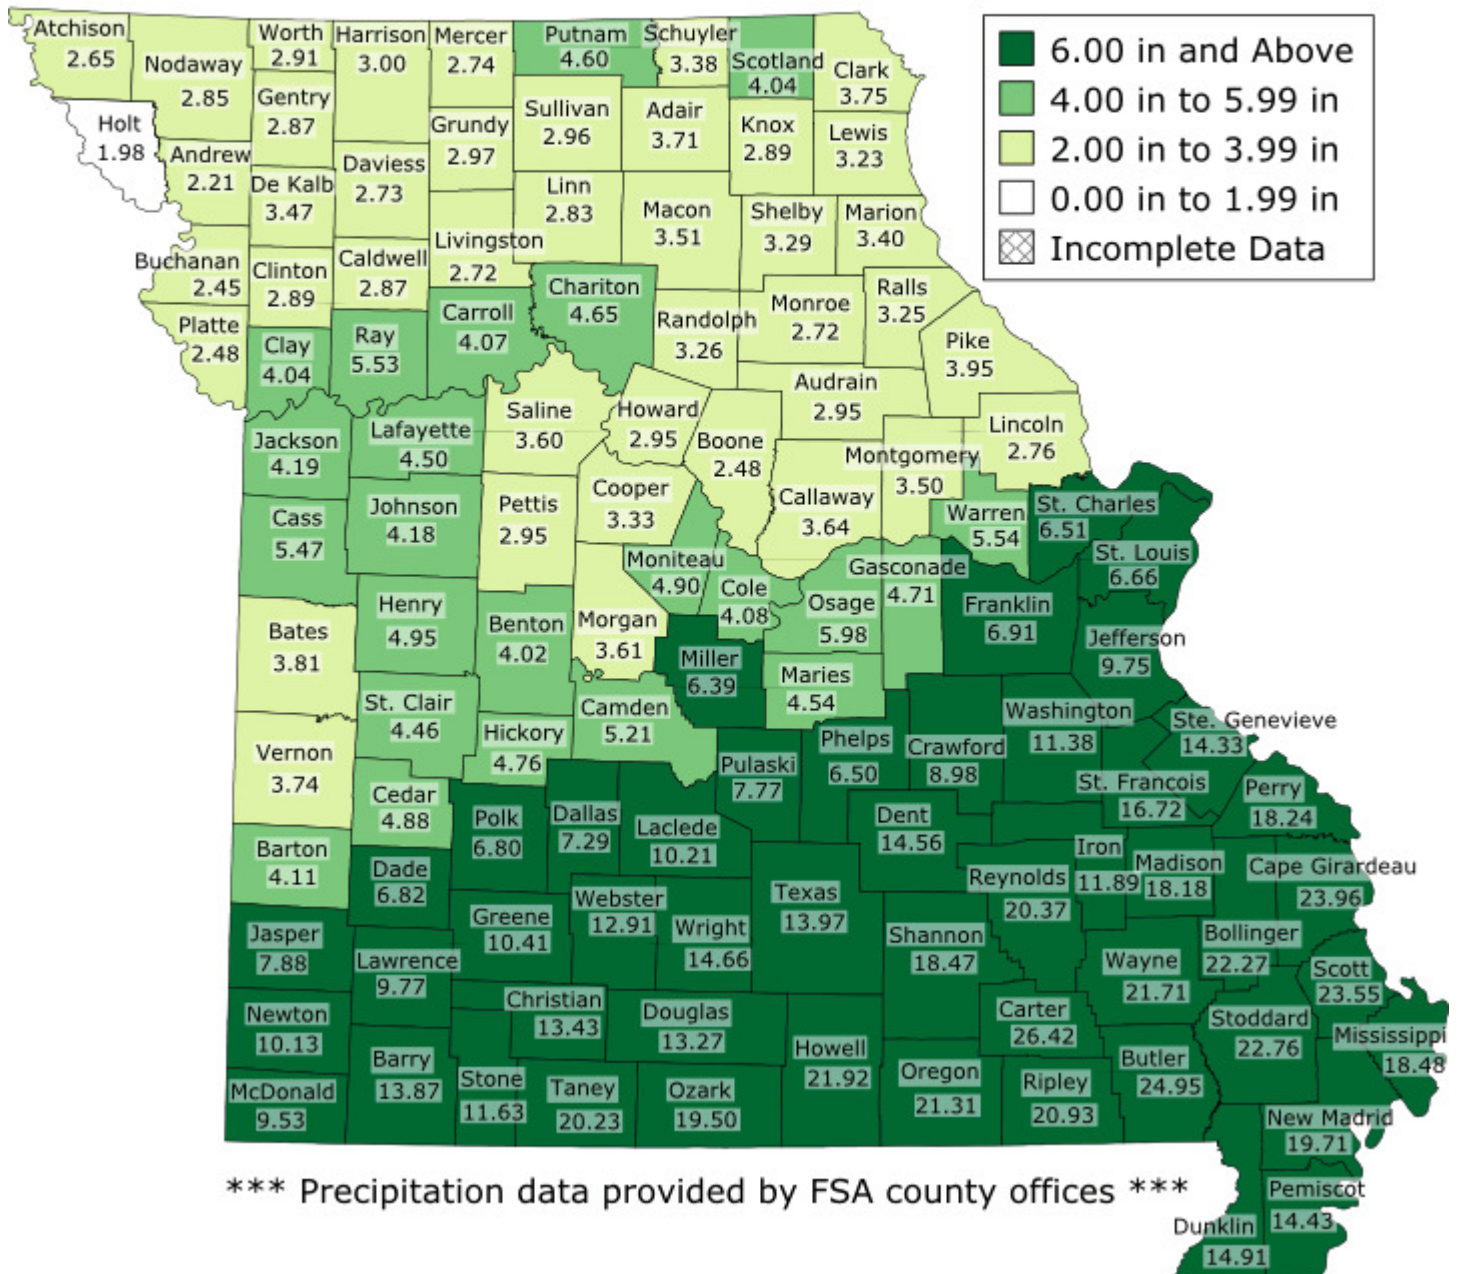 Atchison
2.65
Nodaway
2.85
Worth
2.91
Harrison
3.00
Mercer
2.74
Putnam
4.60
Schuyler
3.38
Scotland
4.04
Clark
3.75
6.00 in and Above
4.00 in to 5.99 in
2.00 in to 3.99 in
0.00 in to 1.99 in
Incomplete Data
Holt
1.98
Andrew
2.21
Gentry
2.87
De Kalb
3.47
Daviess
2.73
Grundy
2.97
Sullivan
2.96
Adair
3.71
Knox
2.89
Lewis
3.23
Linn
2.83
Macon
3.51
Shelby
3.29
Marion
3.40
Buchanan
2.45
Clinton
2.89
Caldwell
2.87
Livingston
2.72
Chariton
4.65
Randolph
3.26
Monroe
2.72
Ralls
3.25
Pike
3.95
Platte
2.48
Clay
4.04
Ray
5.53
Carroll
4.07
Audrain
2.95
Lincoln
2.76
Jackson
4.19
Lafayette
4.50
Saline
3.60
Howard
2.95
Boone
2.48
Montgomery
3.50
Callaway
3.64
Cass
5.47
Johnson
4.18
Pettis
2.95
Cooper
3.33
Warren
5.54
St. Charles
6.51
St. Louis
6.66
Moniteau
4.90
Cole
4.08
Osage
5.98
Gasconade
4.71
Franklin
6.91
Jefferson
9.75
Bates
3.81
Henry
4.95
Benton
4.02
Morgan
3.61
Miller
6.39
Maries
4.54
St. Clair
4.46
Hickory
4.76
Camden
5.21
Washington
11.38
Ste. Genevieve
14.33
Vernon
3.74
Cedar
4.88
Pulaski
7.77
Phelps
6.50
Crawford
8.98
St. Francois
16.72
Perry
18.24
Polk
6.80
Dallas
7.29
Laclede
10.21
Dent
14.56
Barton
4.11
Dade
6.82
Iron
11.89
Madison
18.18
Cape Girardeau
23.96
Reynolds
20.37
Texas
13.97
Webster
12.91
Greene
10.41
Wright
14.66
Shannon
18.47
Jasper
7.88
Lawrence
9.77
Bollinger
22.27
Wayne
21.71
Scott
23.55
Newton
10.13
Christian
13.43
Douglas
13.27
Carter
26.42
Stoddard
22.76
Mississippi
18.48
Barry
13.87
Howell
21.92
Butler
24.95
McDonald
9.53
Stone
11.63
Taney
20.23
Ozark
19.50
Oregon
21.31
Ripley
20.93
New Madrid
19.71
Pemiscot
14.43
Dunklin
14.91
*** Precipitation data provided by FSA county offices ***